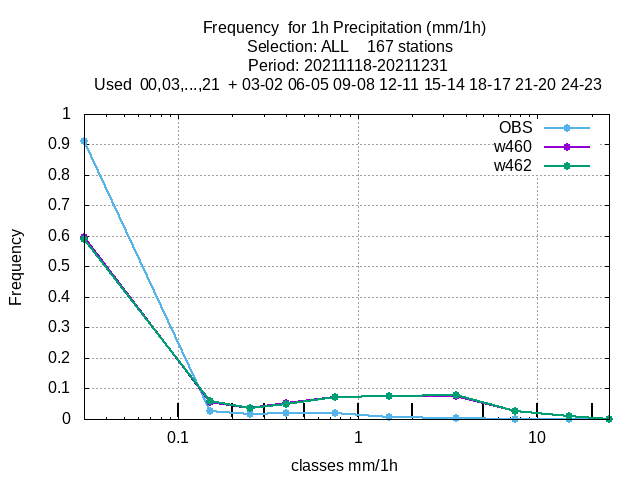 Frequency  for 1h Precipitation (mm/1h)
Selection: ALL    167 stations
Period: 20211118-20211231
Used  00,03,...,21  + 03-02 06-05 09-08 12-11 15-14 18-17 21-20 24-23
1
0.9
0.8
0.7
0.6
0.5
0.4
0.3
0.2
0.1
0
Frequency
OBS
w460
w462
0.1 1 10
classes mm/1h